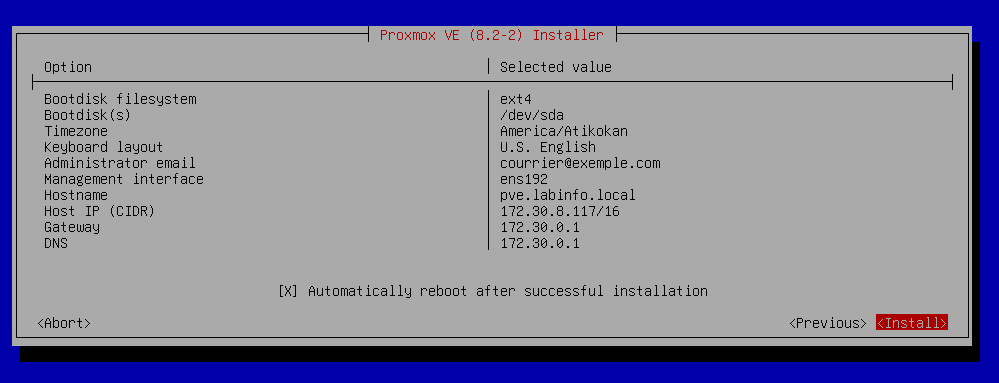 Proxmox VE (8.2-2) Installer
Option Selected value
Bootdisk filesystem ext4
Bootdisk(s) /dev/sda
Timezone America/Atikokan
Keyboard layout U.S. English
Administrator email courrier@exemple.com
Management interface ens192
Hostname pve.labinfo.local
Host IP (CIDR) 172.30.8.117/16
Gateway 172.30.0.1
DNS 172.30.0.1
[X] Automatically reboot after successful installation
<Abort> <Previous> <Install>